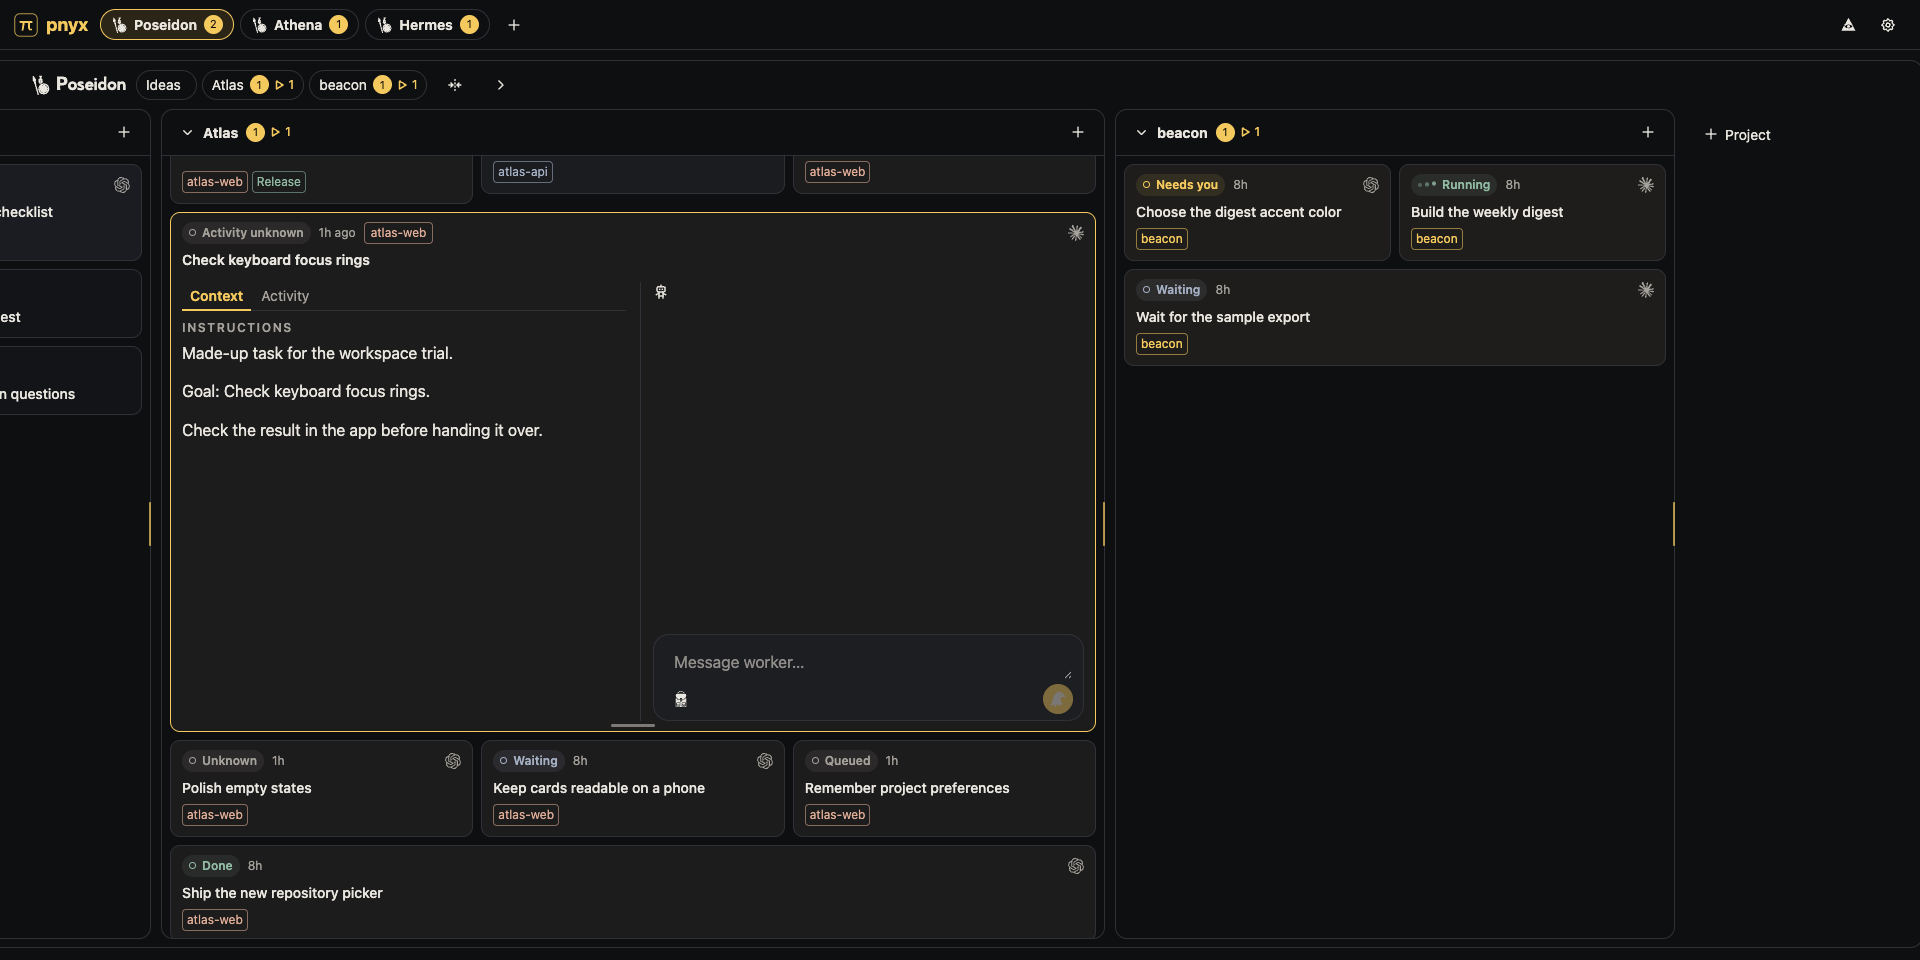 π pnyx Poseidon 2 Athena 1 Hermes 1
Poseidon Ideas Atlas 1 1 beacon 1 1
checklist
est
n questions
Atlas 1 1
atlas-web Release
atlas-api
atlas-web
Activity unknown 1h ago atlas-web
Check keyboard focus rings
Context Activity
INSTRUCTIONS
Made-up task for the workspace trial.
Goal: Check keyboard focus rings.
Check the result in the app before handing it over.
Message worker...
Unknown 1h
Polish empty states
atlas-web
Waiting 8h
Keep cards readable on a phone
atlas-web
Queued 1h
Remember project preferences
atlas-web
Done 8h
Ship the new repository picker
atlas-web
beacon 1 1
Needs you 8h
Choose the digest accent color
beacon
Running 8h
Build the weekly digest
beacon
Waiting 8h
Wait for the sample export
beacon
Project